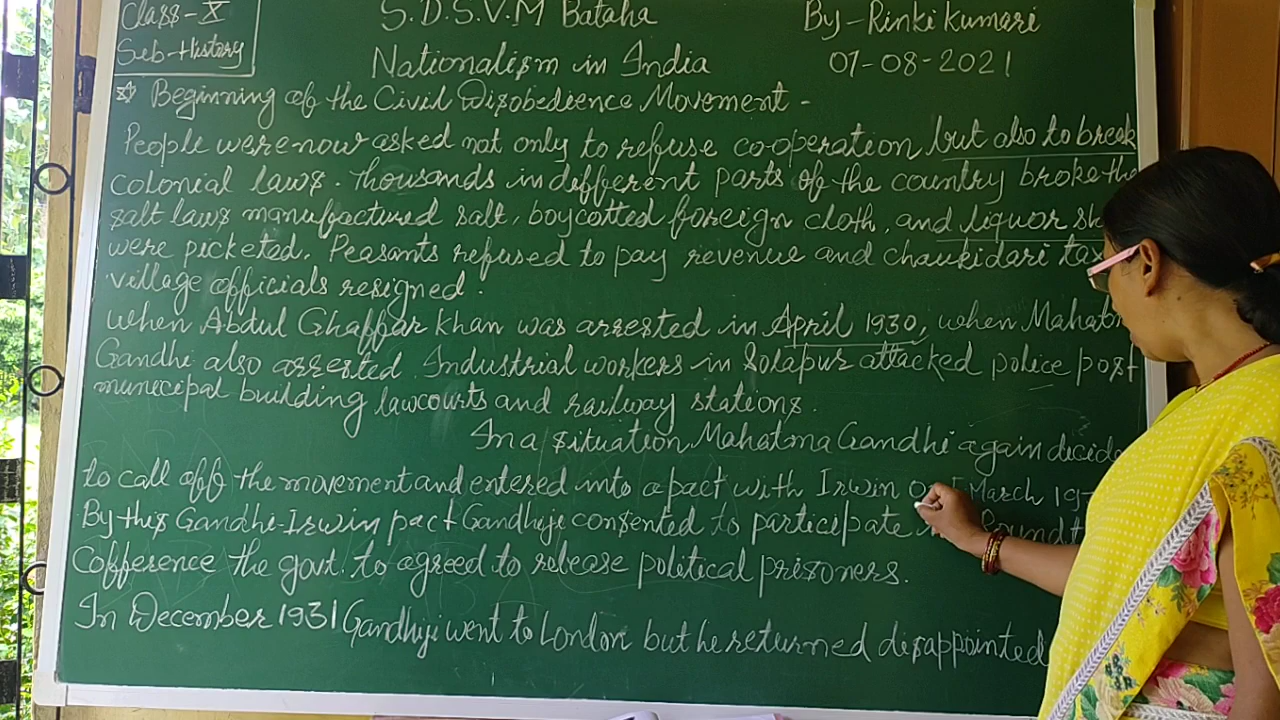 Class-X
Sub-History
S.D.S.V.M Bataha
By-Rinki kumari
07-08-2021
Nationalism in India
Beginning of the Civil Disobedience Movement -
People were now asked not only to refuse co-operation but also to break
colonial laws. Thousands in different parts of the country broke the
salt laws manufactured salt, boycotted foreign cloth, and liquor
were picketed. Peasants refused to pay revenue and chaukidari tax
village officials resigned.
When Abdul Ghaffar khan was arrested in April 1930, when
Gandhi also arrested. Industrial workers in Solapur attacked police post
municipal building lawcourts and railway stations.
In a situation Mahatma Gandhi again
to call off the movement and entered into a pact with Irwin March
By this Gandhi-Irwin pact Gandhiji consented to participate
Cofference the govt. to agreed to release political prisoners.
In December 1931 Gandhiji went to London but he returned disappointed